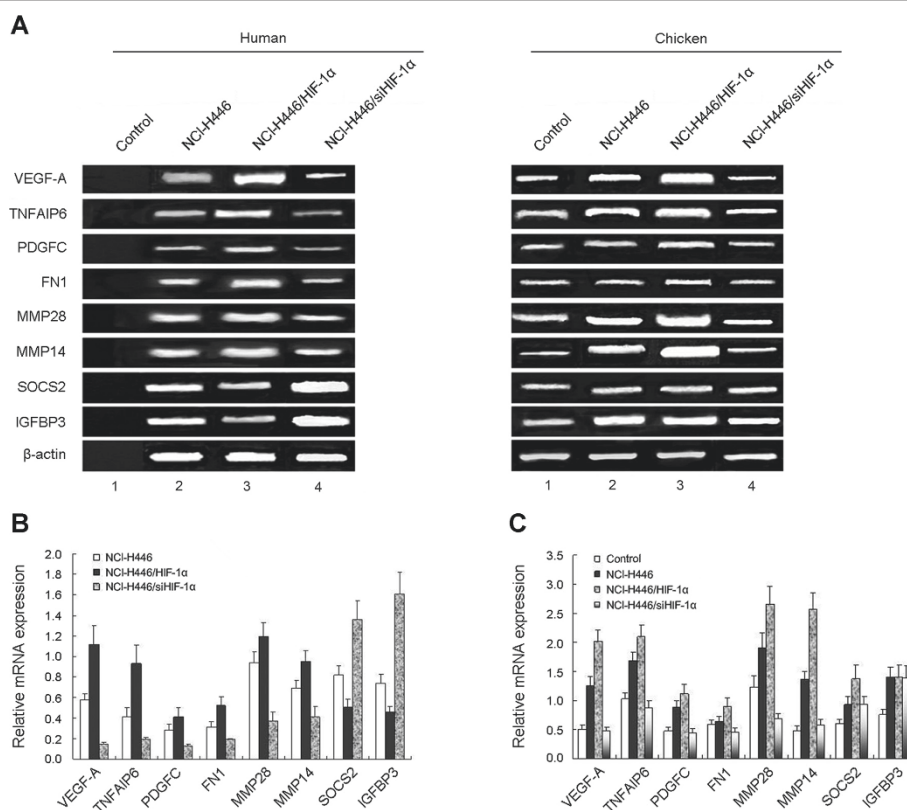 A
Human
Chicken
Control NCI-H446 NCI-H446/HIF-1α NCI-H446/siHIF-1α
Control NCI-H446 NCI-H446/HIF-1α NCI-H446/siHIF-1α
VEGF-A
TNFAIP6
PDGFC
FN1
MMP28
MMP14
SOCS2
IGFBP3
β-actin
1 2 3 4
1 2 3 4
B
Relative mRNA expression
2.0
1.8
1.6
1.4
1.2
1.0
0.8
0.6
0.4
0.2
0.0
NCI-H446
NCI-H446/HIF-1α
NCI-H446/siHIF-1α
VEGF-A TNFAIP6 PDGFC FN1 MMP28 MMP14 SOCS2 IGFBP3
C
Relative mRNA expression
3.5
3.0
2.5
2.0
1.5
1.0
0.5
0.0
Control
NCI-H446
NCI-H446/HIF-1α
NCI-H446/siHIF-1α
VEGF-A TNFAIP6 PDGFC FN1 MMP28 MMP14 SOCS2 IGFBP3